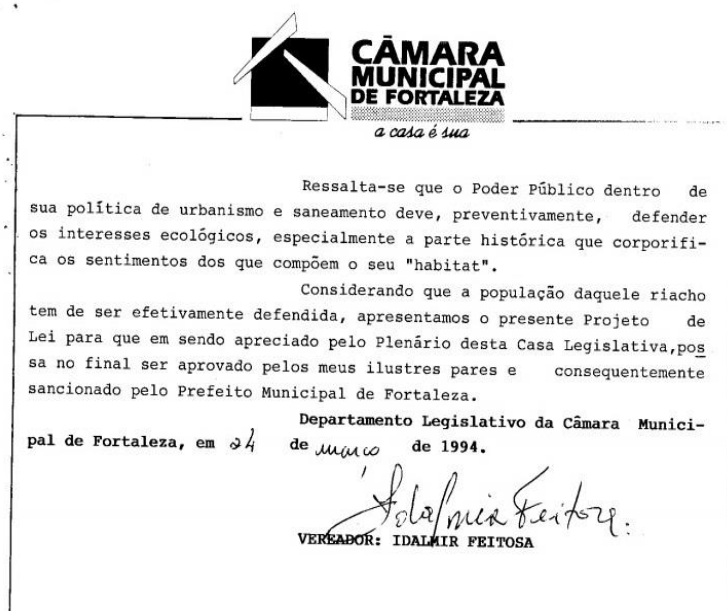 CÂMARA
MUNICIPAL
DE FORTALEZA
a casa é sua
Ressalta-se que o Poder Público dentro de
sua política de urbanismo e saneamento deve, preventivamente, defender
os interesses ecológicos, especialmente a parte histórica que corporifi-
ca os sentimentos dos que compõem o seu "habitat".
Considerando que a população daquele riacho
tem de ser efetivamente defendida, apresentamos o presente Projeto de
Lei para que em sendo apreciado pelo Plenário desta Casa Legislativa,pos
sa no final ser aprovado pelos meus ilustres pares e consequentemente
sancionado pelo Prefeito Municipal de Fortaleza.
Departamento Legislativo da Câmara Munici-
pal de Fortaleza, em 24 de março de 1994.
Idalmir Feitosa.
VEREADOR: IDALMIR FEITOSA